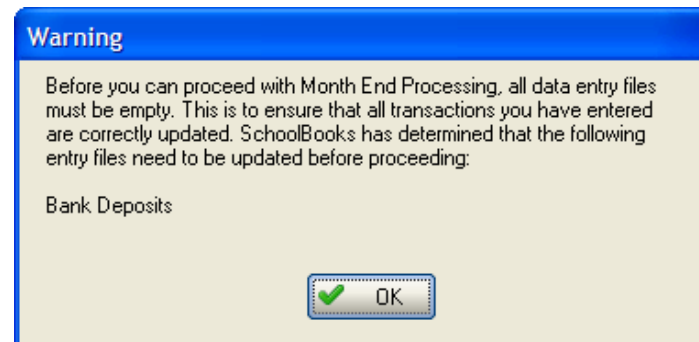 Warning
Before you can proceed with Month End Processing, all data entry files
must be empty. This is to ensure that all transactions you have entered
are correctly updated. SchoolBooks has determined that the following
entry files need to be updated before proceeding:
Bank Deposits
OK